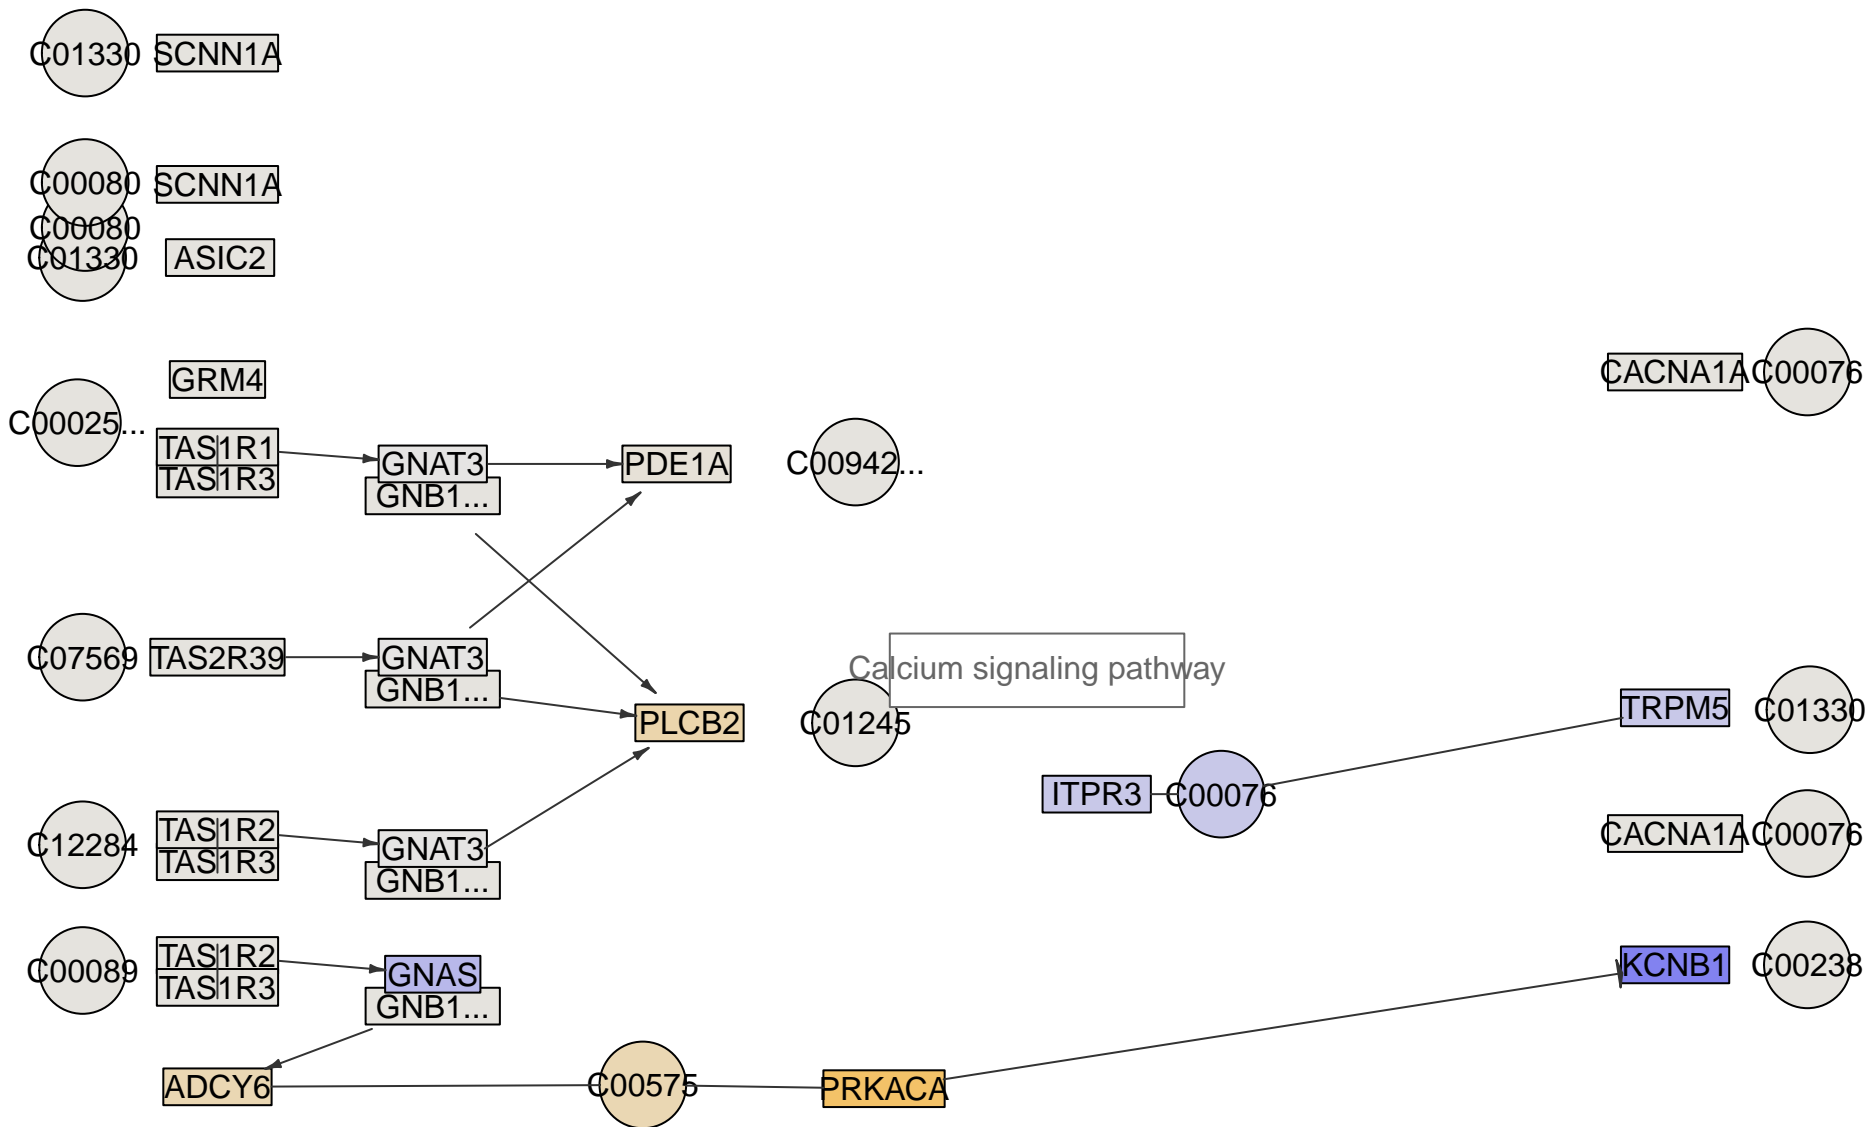 C01330 SCNN1A
C00080 SCNN1A
C00080
C01330 ASIC2
GRM4
CACNA1A C00076
C00025...
TAS1R1
GNAT3 PDE1A C00942...
TAS1R3
GNB1...
C07569 TAS2R39 GNAT3
Calcium signaling pathway
GNB1...
PLCB2 C01245
TRPM5 C01330
ITPR3 C00076
TAS1R2
CACNA1A C00076
C12284
GNAT3
TAS1R3
GNB1...
TAS1R2
C00089
GNAS
KCNB1 C00238
TAS1R3
GNB1...
ADCY6 C00575 PRKACA